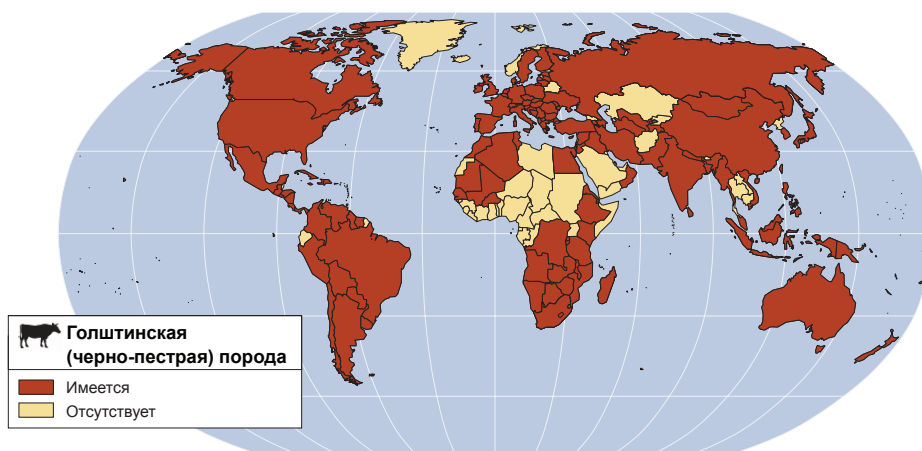 Голштинская
(черно-пестрая) порода
Имеется
Отсутствует